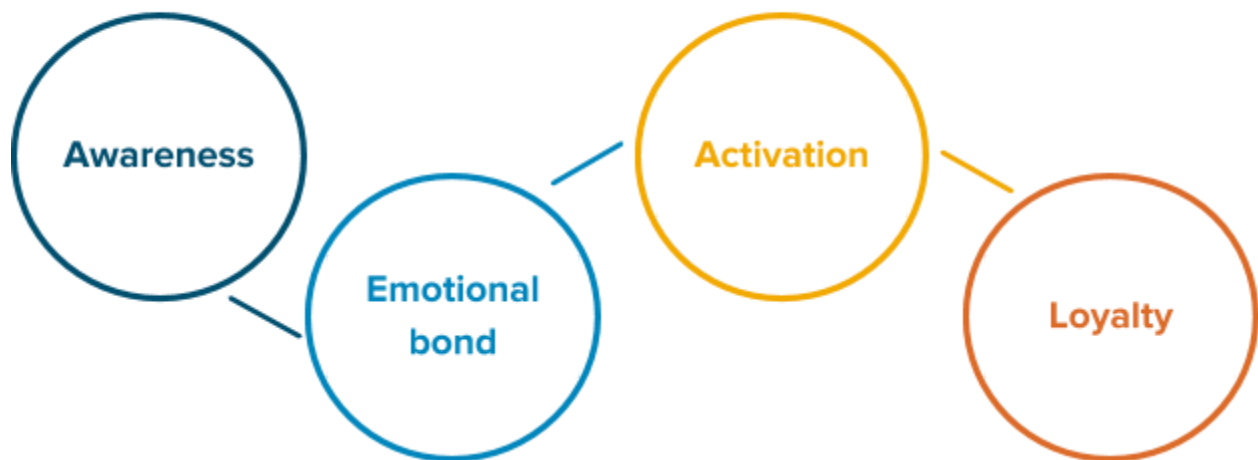 Awareness
Emotional
bond
Activation
Loyalty